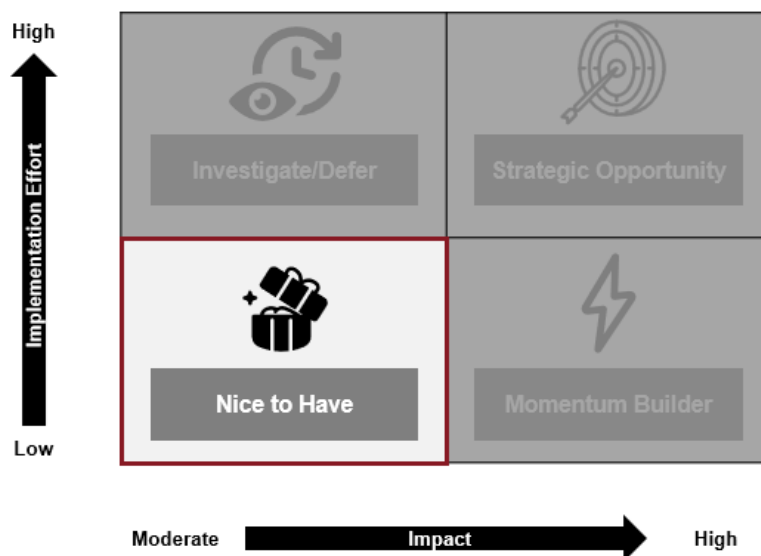 High
Implementation Effort
Investigate/Defer
Strategic Opportunity
Nice to Have
Momentum Builder
Low
Moderate
Impact
High